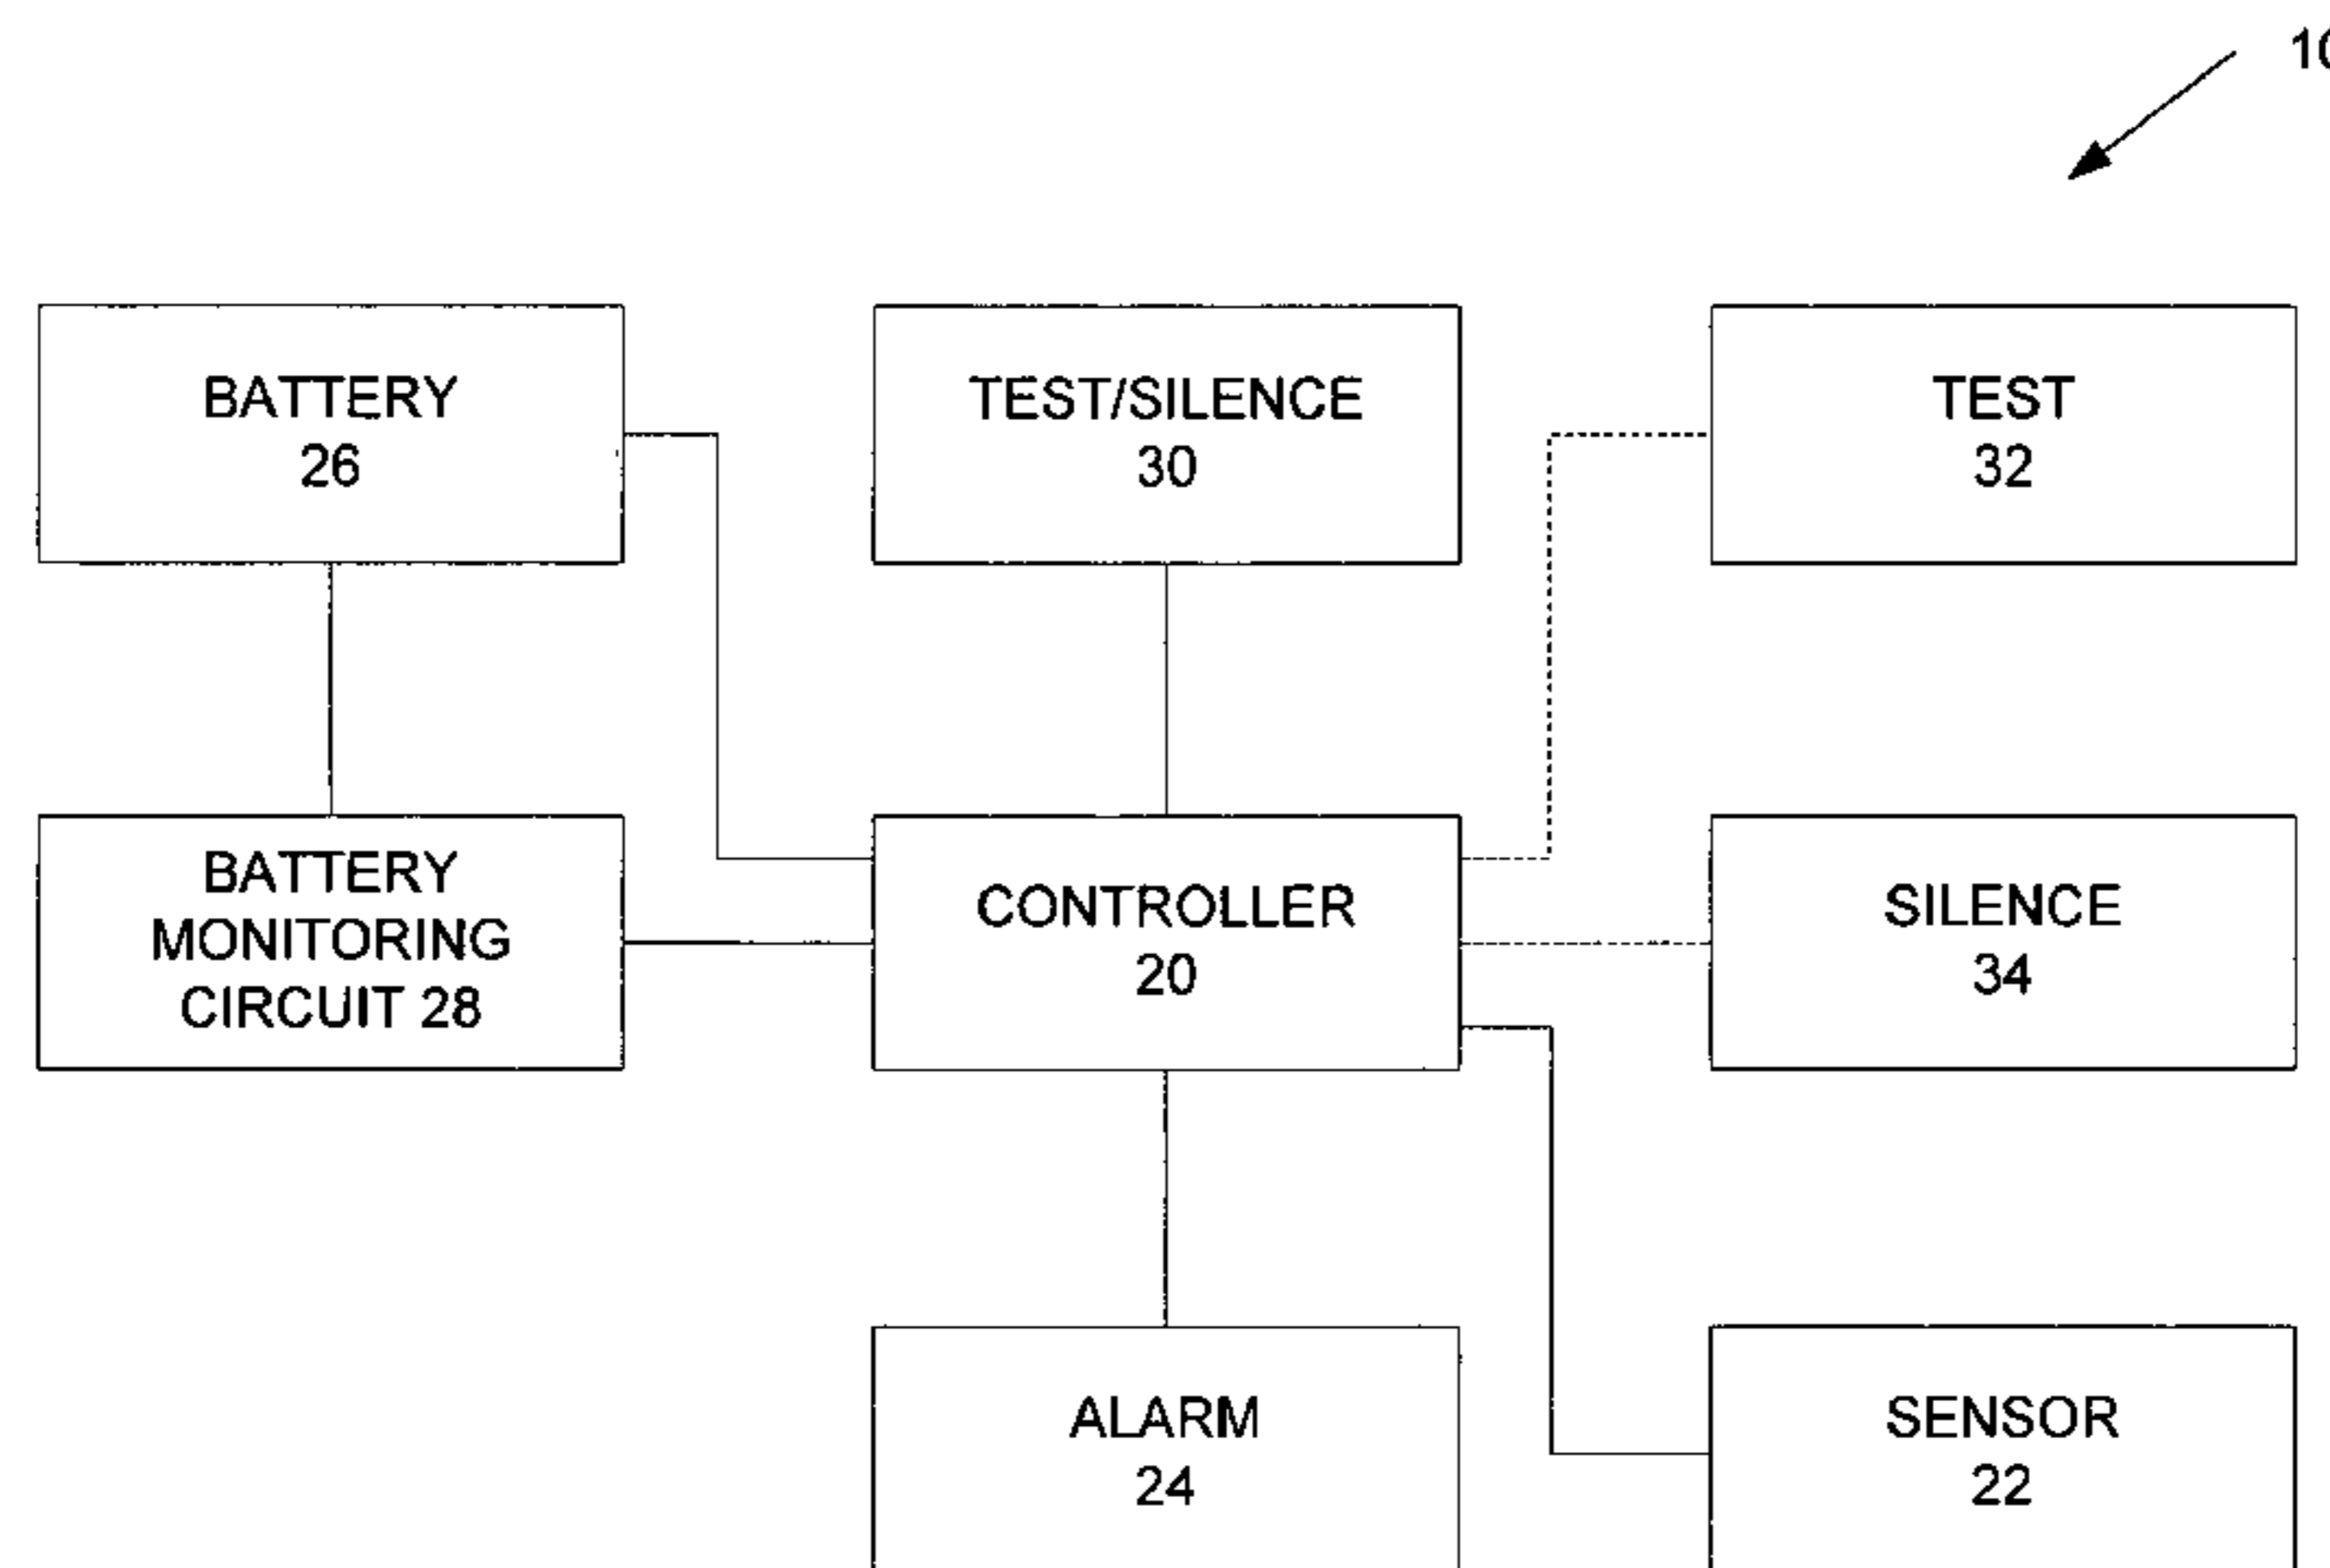 10
BATTERY
26
TEST/SILENCE
30
TEST
32
BATTERY
MONITORING
CIRCUIT 28
CONTROLLER
20
SILENCE
34
ALARM
24
SENSOR
22